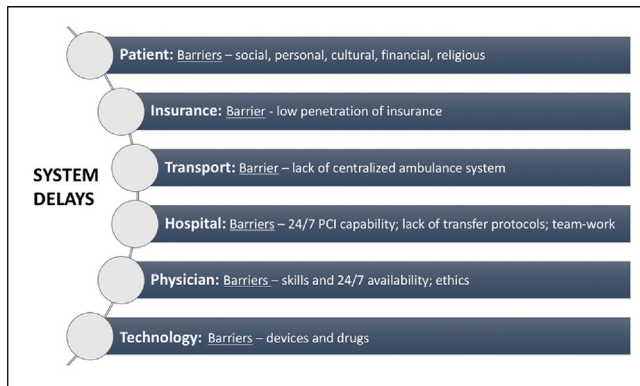 SYSTEM
DELAYS
Patient: Barriers – social, personal, cultural, financial, religious
Insurance: Barrier - low penetration of insurance
Transport: Barrier – lack of centralized ambulance system
Hospital: Barriers – 24/7 PCI capability; lack of transfer protocols; team-work
Physician: Barriers – skills and 24/7 availability; ethics
Technology: Barriers – devices and drugs